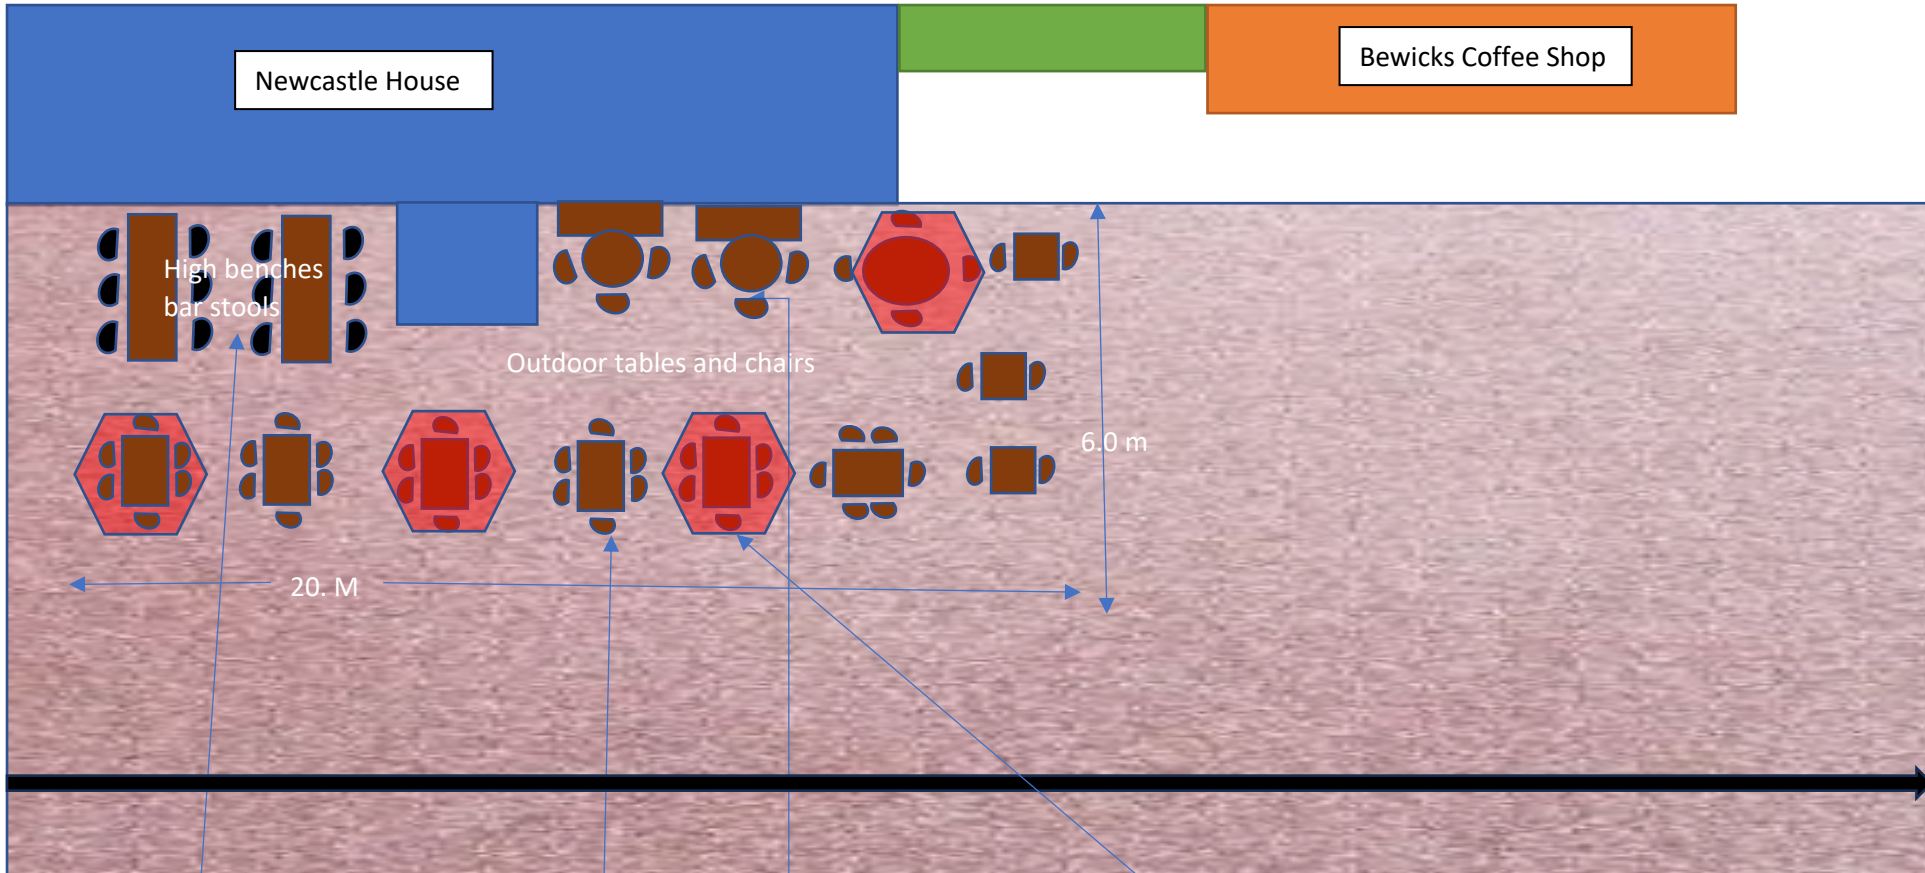 Newcastle House
Bewicks Coffee Shop
High benches
bar stools
Outdoor tables and chairs
6.0 m
20. M